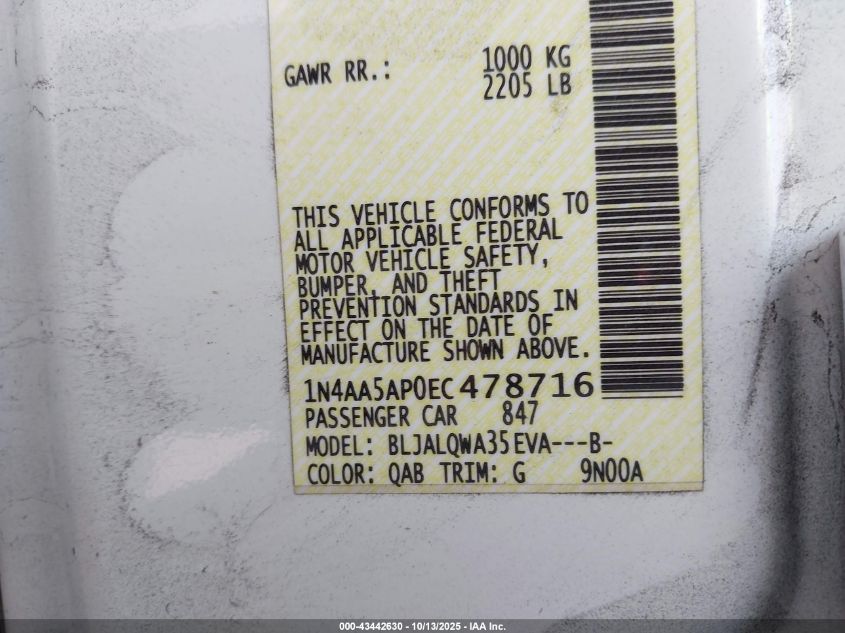 GAWR RR.: 1000 KG
2205 LB
THIS VEHICLE CONFORMS TO
ALL APPLICABLE FEDERAL
MOTOR VEHICLE SAFETY,
BUMPER, AND THEFT
PREVENTION STANDARDS IN
EFFECT ON THE DATE OF
MANUFACTURE SHOWN ABOVE.
1N4AA5AP0EC478716
PASSENGER CAR 847
MODEL: BLJALQWA35EVA---B-
COLOR: QAB TRIM: G 9N00A
000-43442630 - 10/13/2025 - IAA Inc.